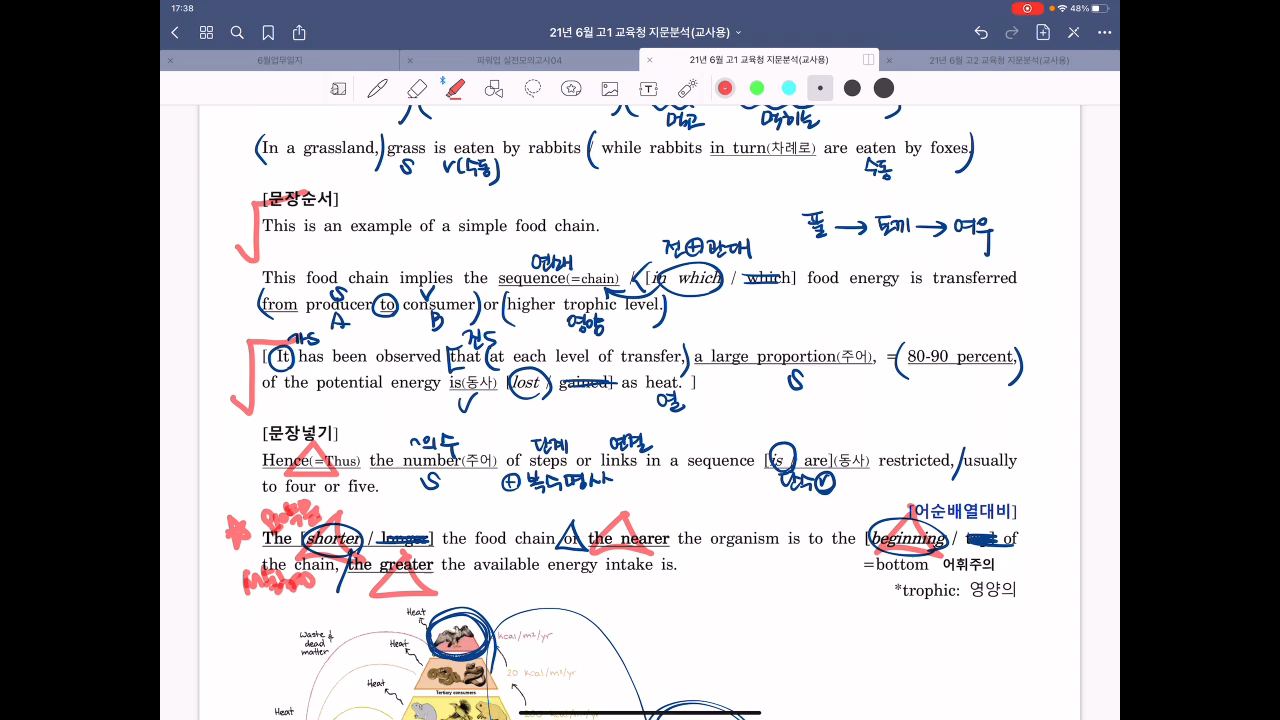 17:38
48%
21년 6월 고1 교육청 지문분석(교사용)
6월업무일지
파워업 실전모의고사04
21년 6월 고1 교육청 지문분석(교사용)
21년 6월 고2 교육청 지문분석(교사용)
먹고 먹히는
In a grassland, grass is eaten by rabbits / while rabbits in turn(차례로) are eaten by foxes.
S V(수동) 수동
[문장순서]
This is an example of a simple food chain.
풀 → 토끼 → 여우
전+관대
연쇄
This food chain implies the sequence(=chain) / [in which / which] food energy is transferred
S V
from producer to consumer or higher trophic level.
A B 영양
가S 진S
[ It has been observed that at each level of transfer, a large proportion(주어), = 80-90 percent,
S
of the potential energy is(동사) [lost / gained] as heat. ]
V 열
[문장넣기]
~의 수 단계 연결
Hence(=Thus) the number(주어) of steps or links in a sequence [is / are](동사) restricted, / usually
S + 복수명사 단수V
to four or five.
[어순배열대비]
The [shorter / longer] the food chain or the nearer the organism is to the [beginning / of
the chain, the greater the available energy intake is.
=bottom 어휘주의
*trophic: 영양의
Heat
kcal/m²/yr
Waste & dead matter
Heat
20 kcal/m²/yr
Tertiary consumers
Heat
Heat
200 kcal/m²/yr